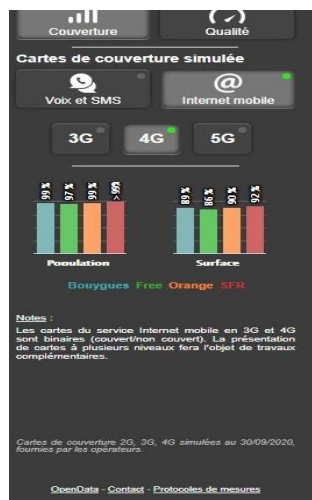 Couverture
Qualité
Cartes de couverture simulée
Voix et SMS
@
Internet mobile
3G
4G
5G
99 %
97 %
99 %
> 99%
89 %
86 %
90 %
92 %
Population
Surface
Bouygues Free Orange SFR
Notes :
Les cartes du service Internet mobile en 3G et 4G
sont binaires (couvert/non couvert). La présentation
de cartes à plusieurs niveaux fera l'objet de travaux
complémentaires.
Cartes de couverture 2G, 3G, 4G simulées au 30/09/2020,
fournies par les opérateurs.
OpenData - Contact - Protocoles de mesures